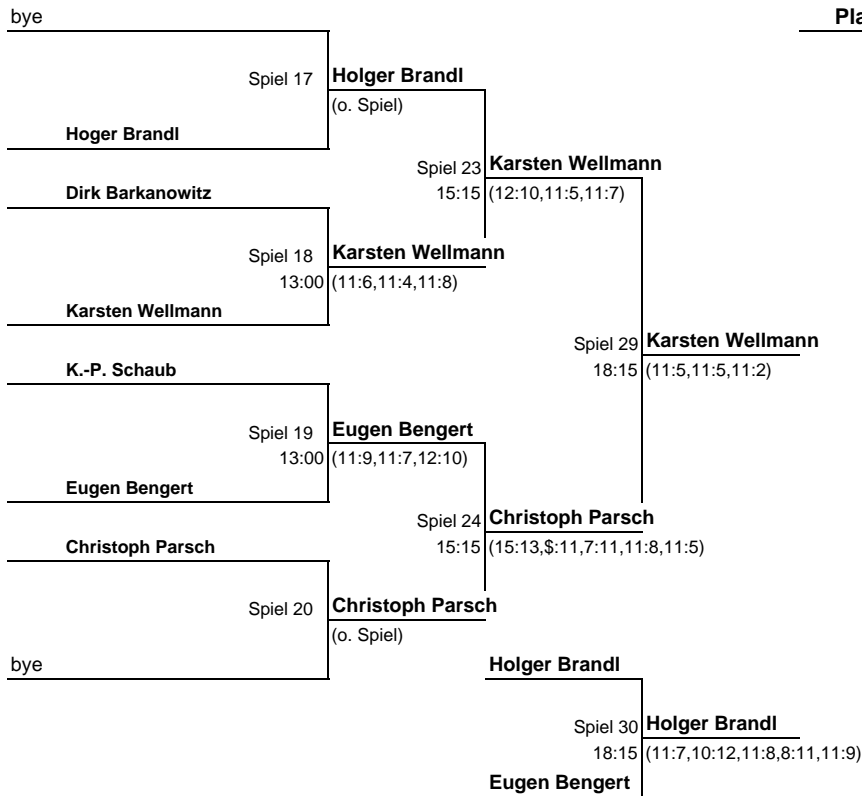 bye
Pla
Spiel 17 Holger Brandl
(o. Spiel)
Hoger Brandl
Spiel 23 Karsten Wellmann
15:15 (12:10,11:5,11:7)
Dirk Barkanowitz
Spiel 18 Karsten Wellmann
13:00 (11:6,11:4,11:8)
Karsten Wellmann
Spiel 29 Karsten Wellmann
18:15 (11:5,11:5,11:2)
K.-P. Schaub
Spiel 19 Eugen Bengert
13:00 (11:9,11:7,12:10)
Eugen Bengert
Spiel 24 Christoph Parsch
15:15 (15:13,$:11,7:11,11:8,11:5)
Christoph Parsch
Spiel 20 Christoph Parsch
(o. Spiel)
bye
Holger Brandl
Spiel 30 Holger Brandl
18:15 (11:7,10:12,11:8,8:11,11:9)
Eugen Bengert